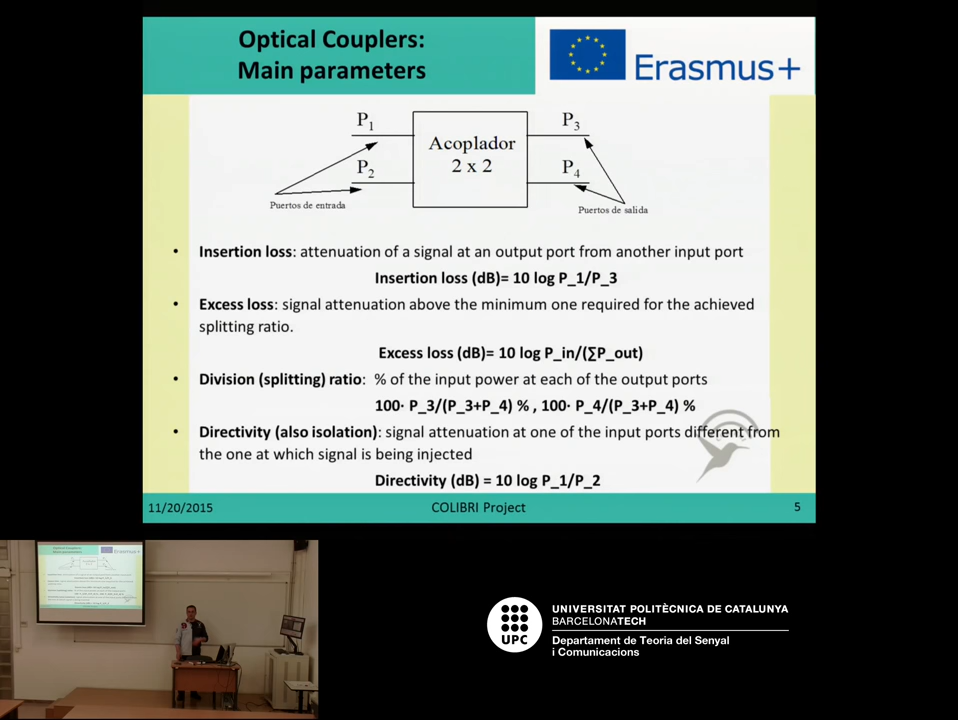 Optical Couplers:
Main parameters
Erasmus+
P1
P3
Acoplador
2 x 2
P2
P4
Puertos de entrada
Puertos de salida
• Insertion loss: attenuation of a signal at an output port from another input port
Insertion loss (dB)= 10 log P_1/P_3
• Excess loss: signal attenuation above the minimum one required for the achieved
splitting ratio.
Excess loss (dB)= 10 log P_in/(∑P_out)
• Division (splitting) ratio: % of the input power at each of the output ports
100· P_3/(P_3+P_4) % , 100· P_4/(P_3+P_4) %
• Directivity (also isolation): signal attenuation at one of the input ports different from
the one at which signal is being injected
Directivity (dB) = 10 log P_1/P_2
11/20/2015
COLIBRI Project
5
Optical Couplers:
Main parameters
Erasmus+
UPC
UNIVERSITAT POLITÈCNICA DE CATALUNYA
BARCELONATECH
Departament de Teoria del Senyal
i Comunicacions